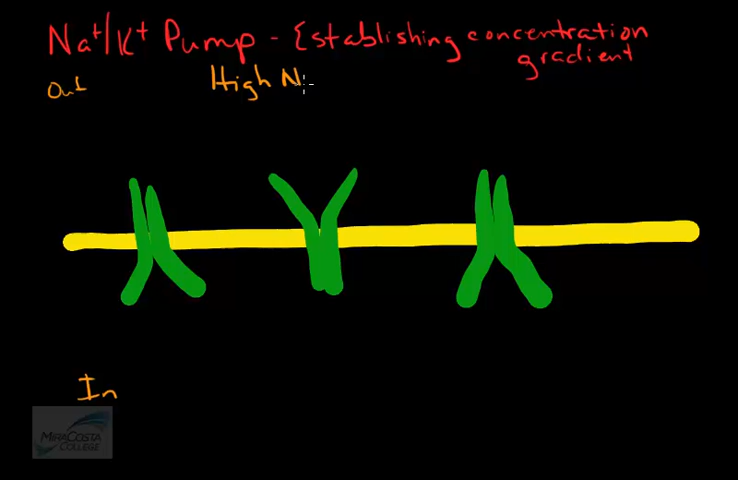 Na+/K+ Pump - Establishing concentration
gradient
Out
High N
In
MIRACOSTA
COLLEGE